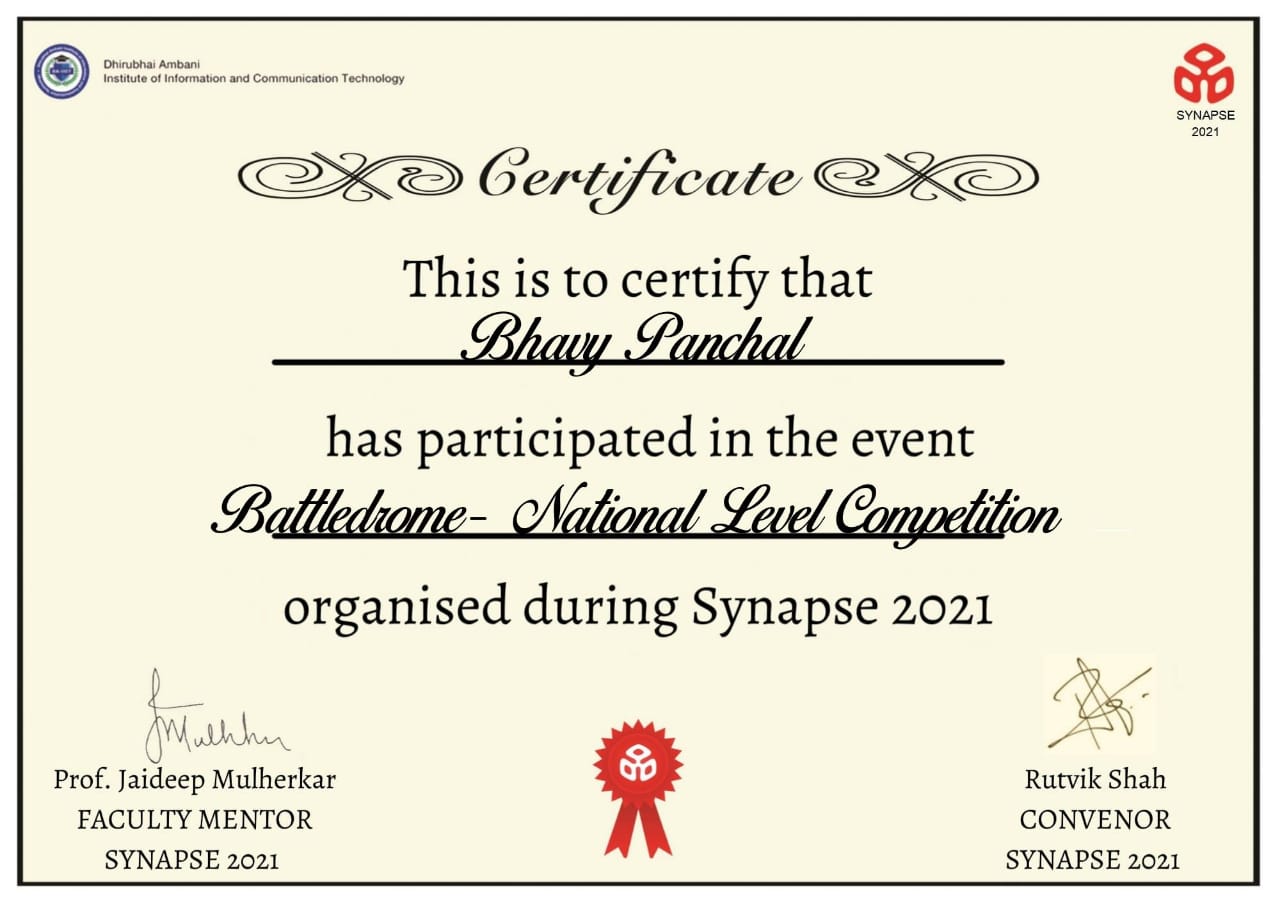 Dhirubhai Ambani
Institute of Information and Communication Technology
SYNAPSE
2021
Certificate
This is to certify that
Bhavy Panchal
has participated in the event
Battledrome- National Level Competition
organised during Synapse 2021
Prof. Jaideep Mulherkar
FACULTY MENTOR
SYNAPSE 2021
Rutvik Shah
CONVENOR
SYNAPSE 2021